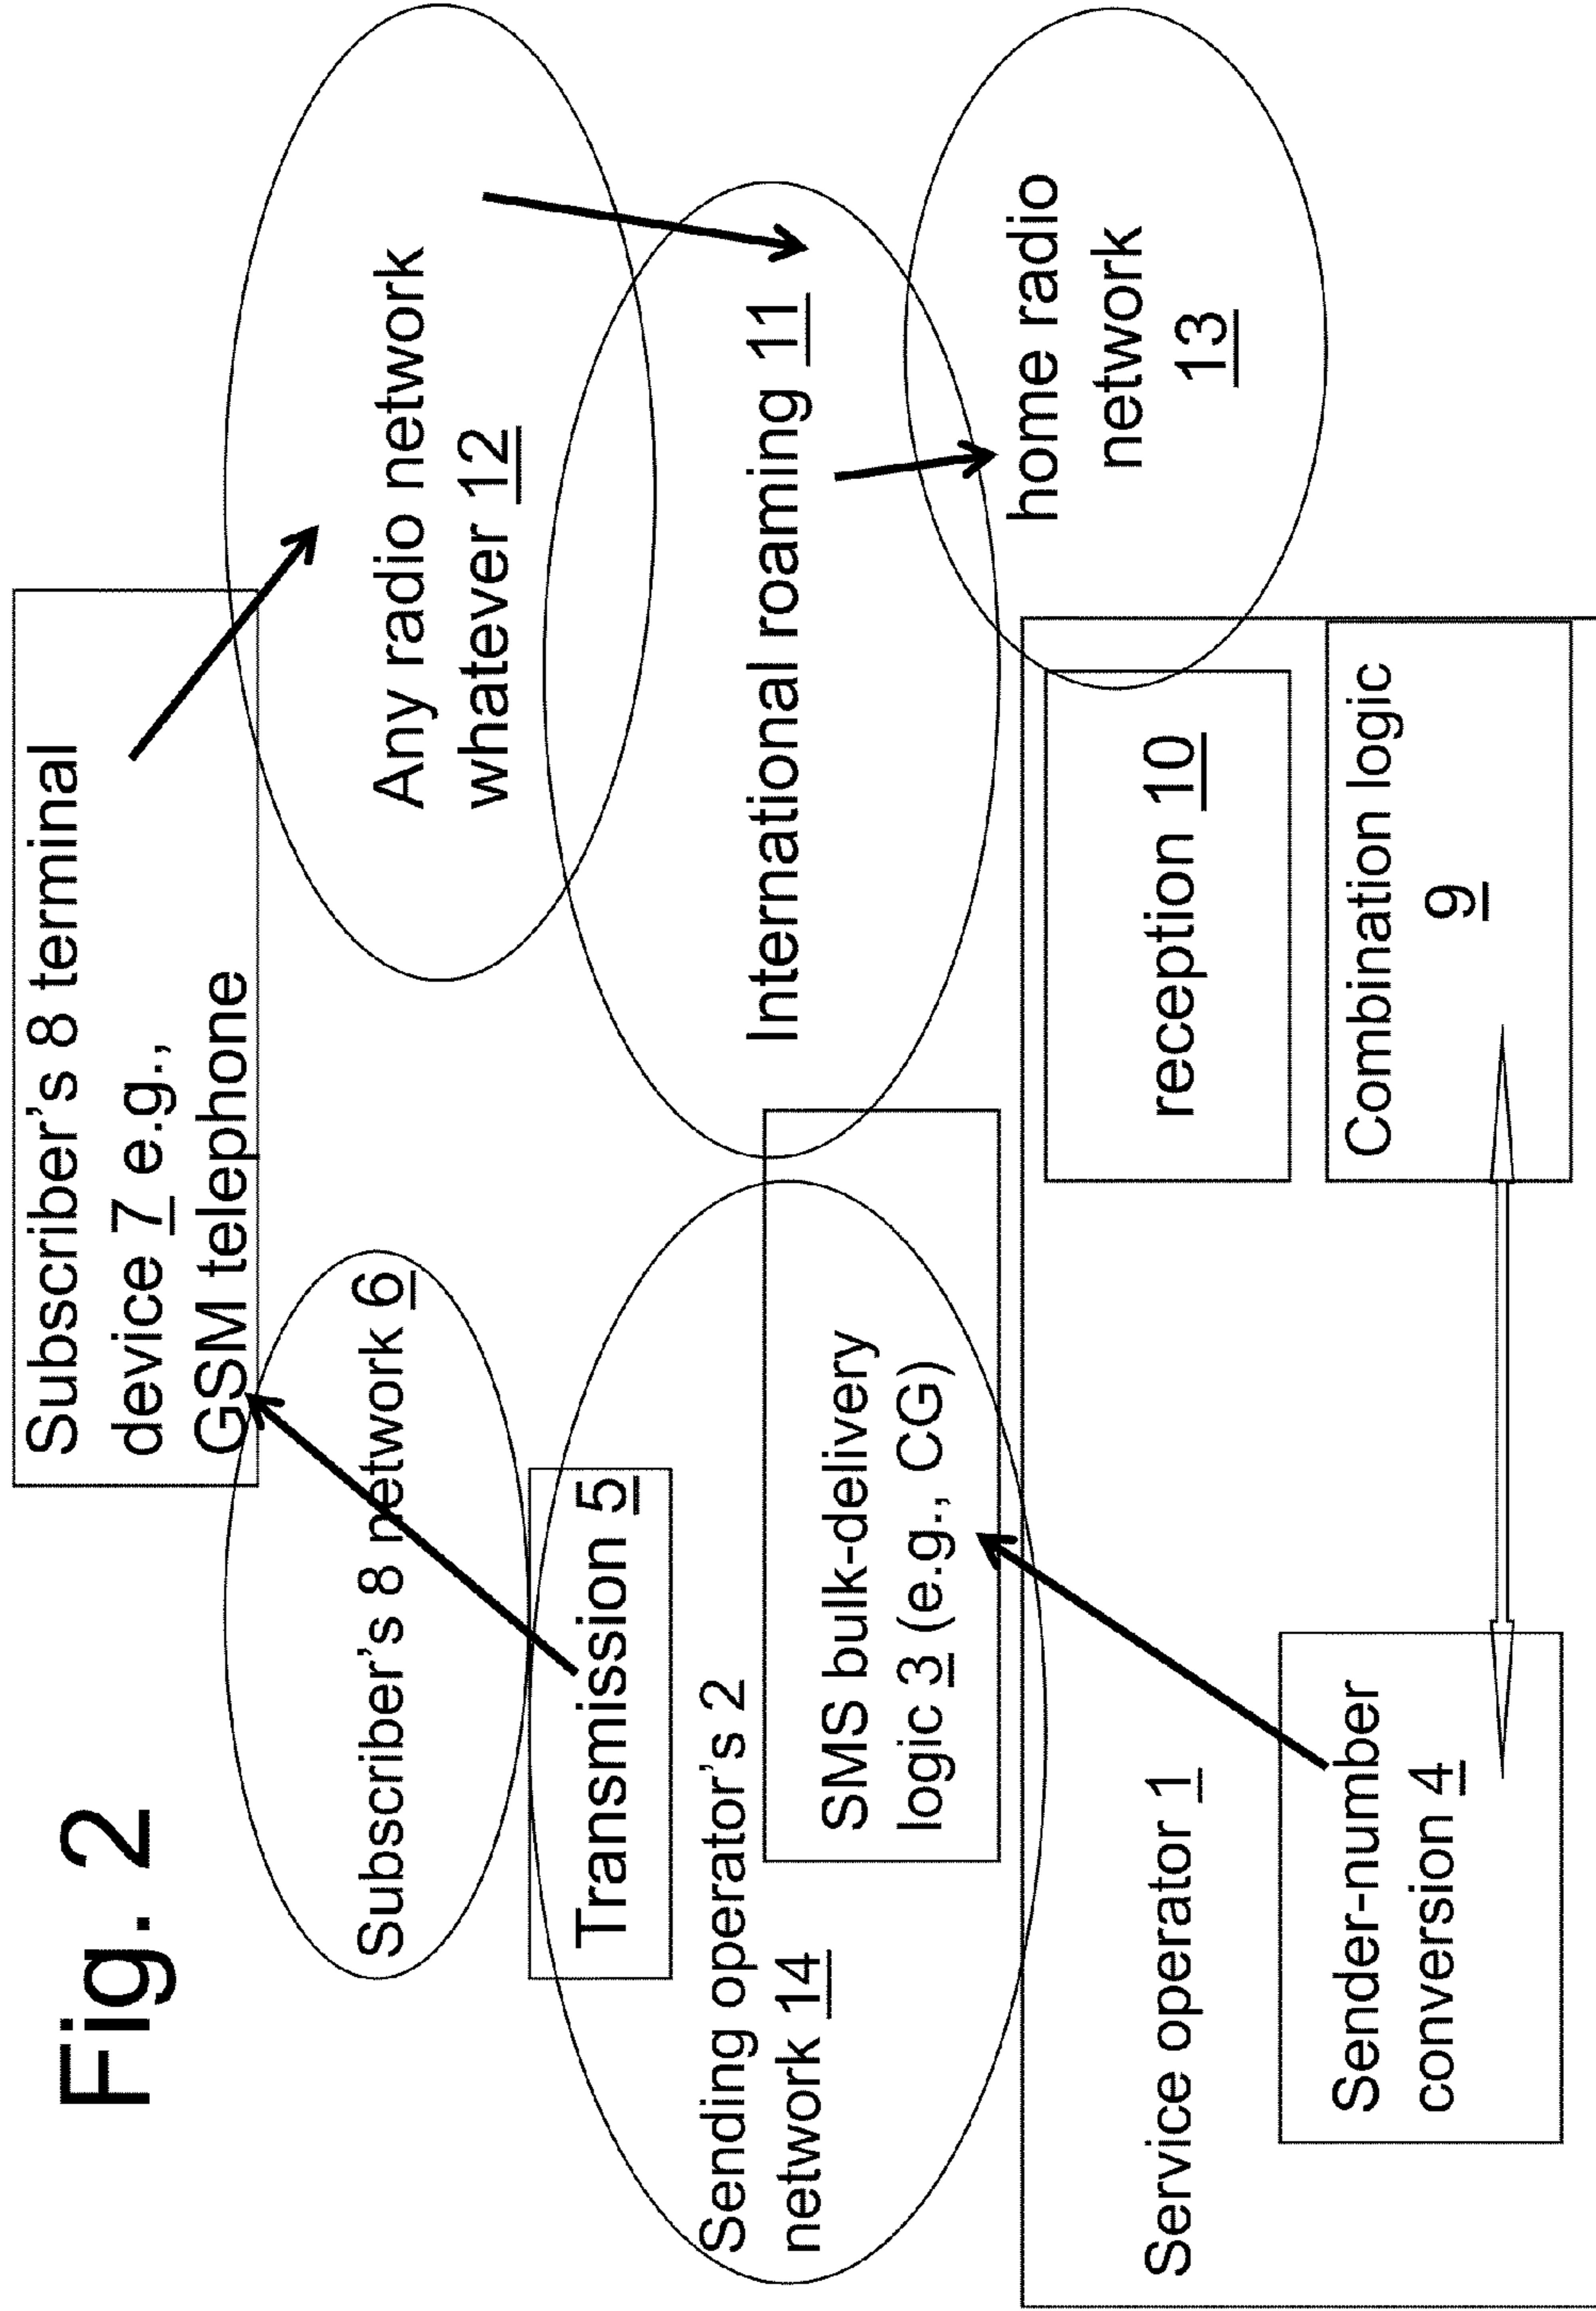 Fig. 2
Subscriber's 8 terminal
device 7 e.g.,
GSM telephone
Subscriber's 8 network 6
Any radio network
whatever 12
Transmission 5
Sending operator's 2
network 14
SMS bulk-delivery
logic 3 (e.g., CG)
International roaming 11
Service operator 1
reception 10
home radio
network
13
Sender-number
conversion 4
Combination logic
9